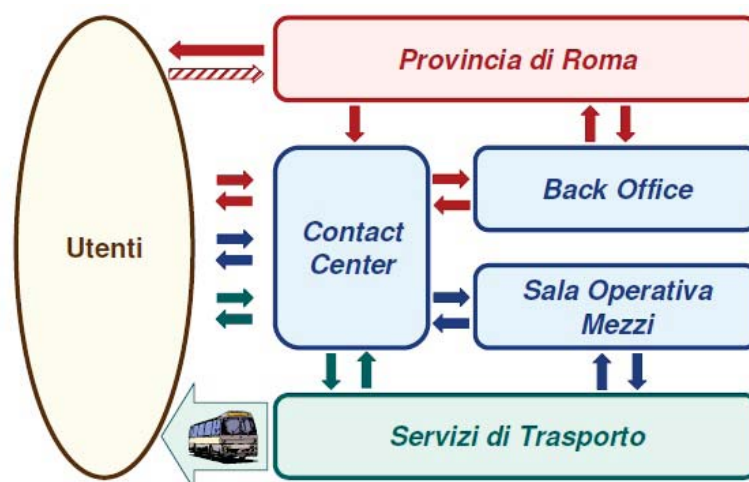 Provincia di Roma
Utenti
Contact
Center
Back Office
Sala Operativa
Mezzi
Servizi di Trasporto